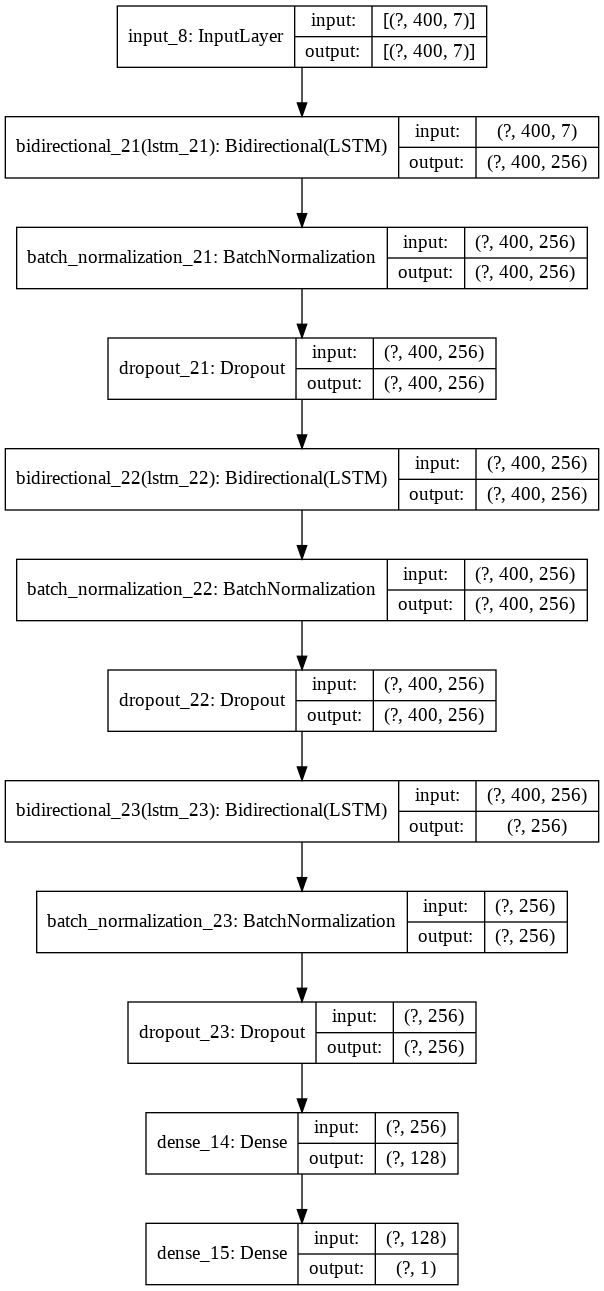 input_8: InputLayer
input: [(?, 400, 7)]
output: [(?, 400, 7)]
bidirectional_21(lstm_21): Bidirectional(LSTM)
input: (?, 400, 7)
output: (?, 400, 256)
batch_normalization_21: BatchNormalization
input: (?, 400, 256)
output: (?, 400, 256)
dropout_21: Dropout
input: (?, 400, 256)
output: (?, 400, 256)
bidirectional_22(lstm_22): Bidirectional(LSTM)
input: (?, 400, 256)
output: (?, 400, 256)
batch_normalization_22: BatchNormalization
input: (?, 400, 256)
output: (?, 400, 256)
dropout_22: Dropout
input: (?, 400, 256)
output: (?, 400, 256)
bidirectional_23(lstm_23): Bidirectional(LSTM)
input: (?, 400, 256)
output: (?, 256)
batch_normalization_23: BatchNormalization
input: (?, 256)
output: (?, 256)
dropout_23: Dropout
input: (?, 256)
output: (?, 256)
dense_14: Dense
input: (?, 256)
output: (?, 128)
dense_15: Dense
input: (?, 128)
output: (?, 1)